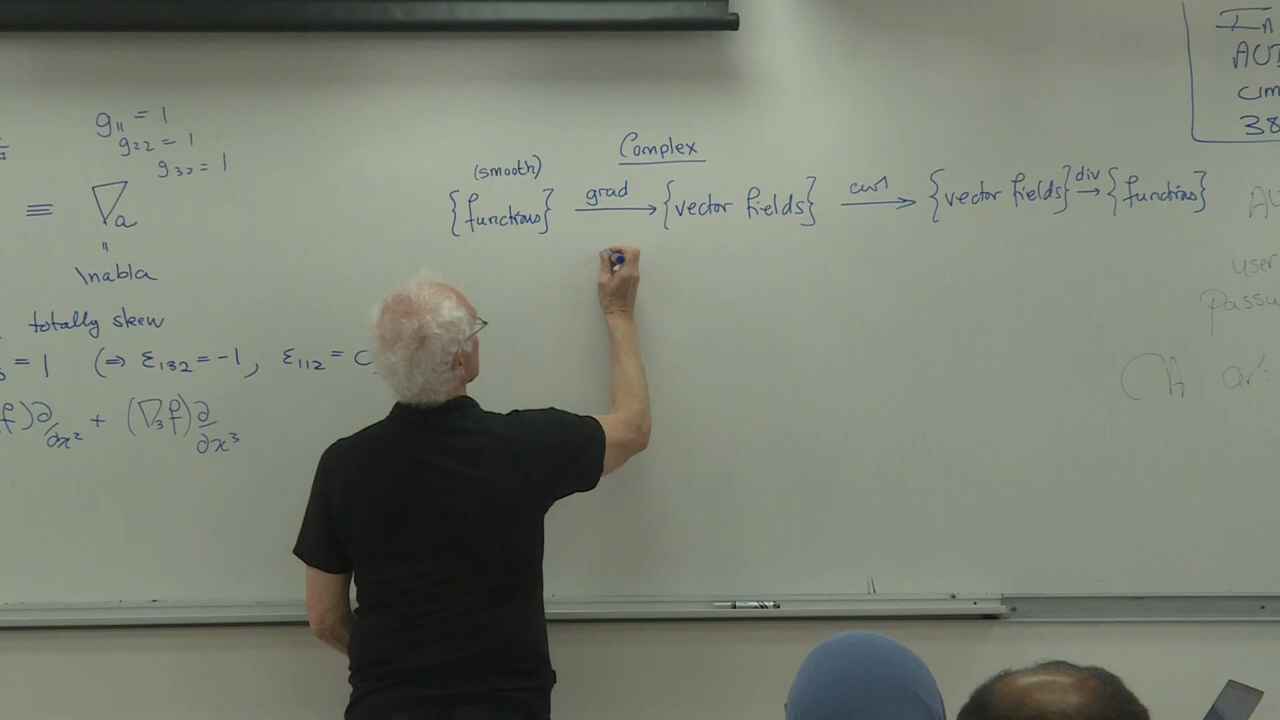 g₁₁ = 1
g₂₂ = 1
g₃₃ = 1
≡ ∇ₐ
"
\nabla
totally skew
= 1 (⇒ ε₁₃₂ = -1, ε₁₁₂ =
f)∂/∂x² + (∇₃f)∂/∂x³
Complex
(smooth)
{functions} grad→ {vector fields} curl→ {vector fields} div→ {functions}
38
user